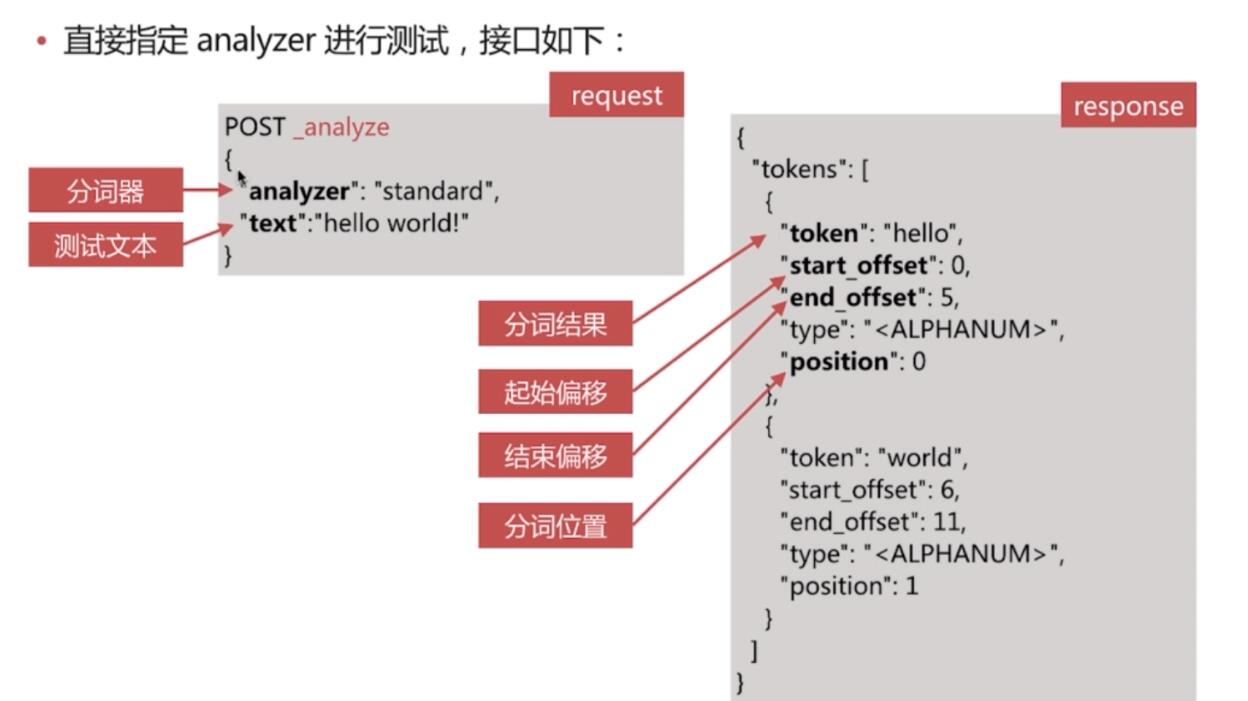 • 直接指定 analyzer 进行测试，接口如下：
request
POST _analyze
{
"analyzer": "standard",
"text":"hello world!"
}
分词器
测试文本
response
{
"tokens": [
{
"token": "hello",
"start_offset": 0,
"end_offset": 5,
"type": "<ALPHANUM>",
"position": 0
},
{
"token": "world",
"start_offset": 6,
"end_offset": 11,
"type": "<ALPHANUM>",
"position": 1
}
]
}
分词结果
起始偏移
结束偏移
分词位置